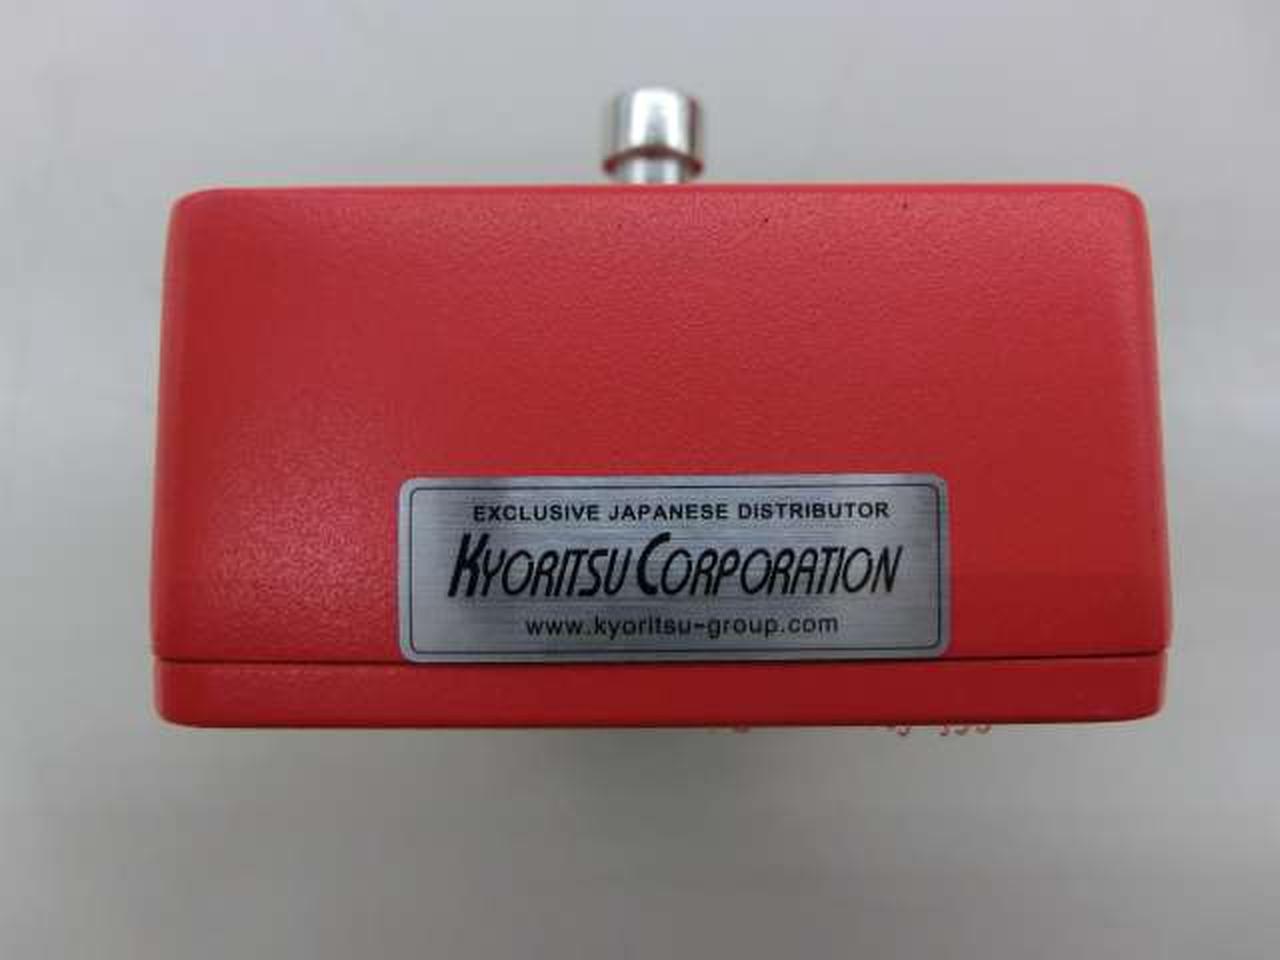 EXCLUSIVE JAPANESE DISTRIBUTOR
KYORITSU CORPORATION
www.kyoritsu-group.com